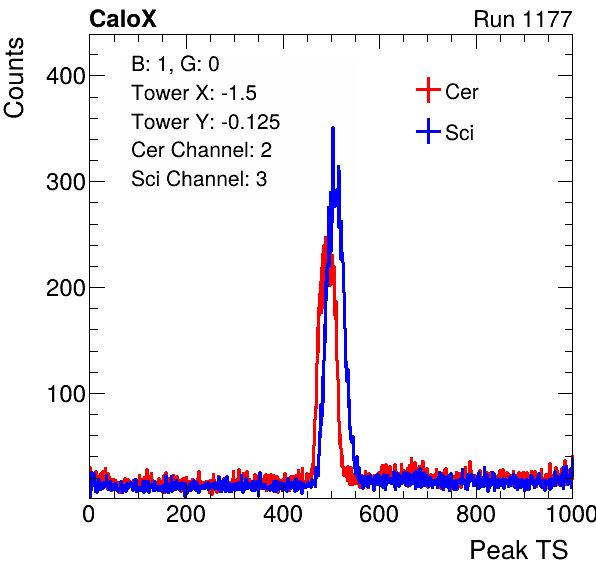 CaloX Run 1177
Counts
B: 1, G: 0
Tower X: -1.5
Tower Y: -0.125
Cer Channel: 2
Sci Channel: 3
Cer
Sci
400
300
200
100
0 200 400 600 800 1000
Peak TS